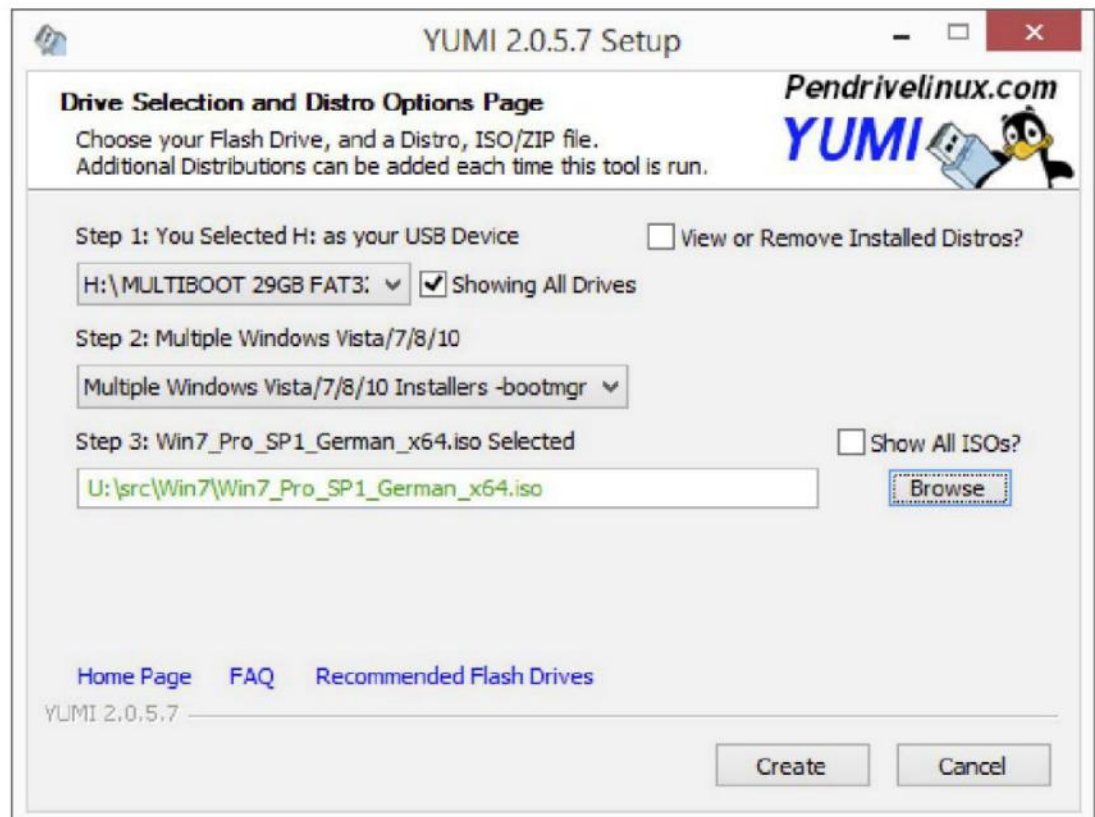 YUMI 2.0.5.7 Setup
Drive Selection and Distro Options Page
Choose your Flash Drive, and a Distro, ISO/ZIP file.
Additional Distributions can be added each time this tool is run.
Pendrivelinux.com
YUMI
Step 1: You Selected H: as your USB Device
View or Remove Installed Distros?
H:\ MULTIBOOT 29GB FAT3
Showing All Drives
Step 2: Multiple Windows Vista/7/8/10
Multiple Windows Vista/7/8/10 Installers -bootmgr
Step 3: Win7_Pro_SP1_German_x64.iso Selected
Show All ISOs?
U:\src\Win7\Win7_Pro_SP1_German_x64.iso
Browse
Home Page FAQ Recommended Flash Drives
YUMI 2.0.5.7
Create Cancel